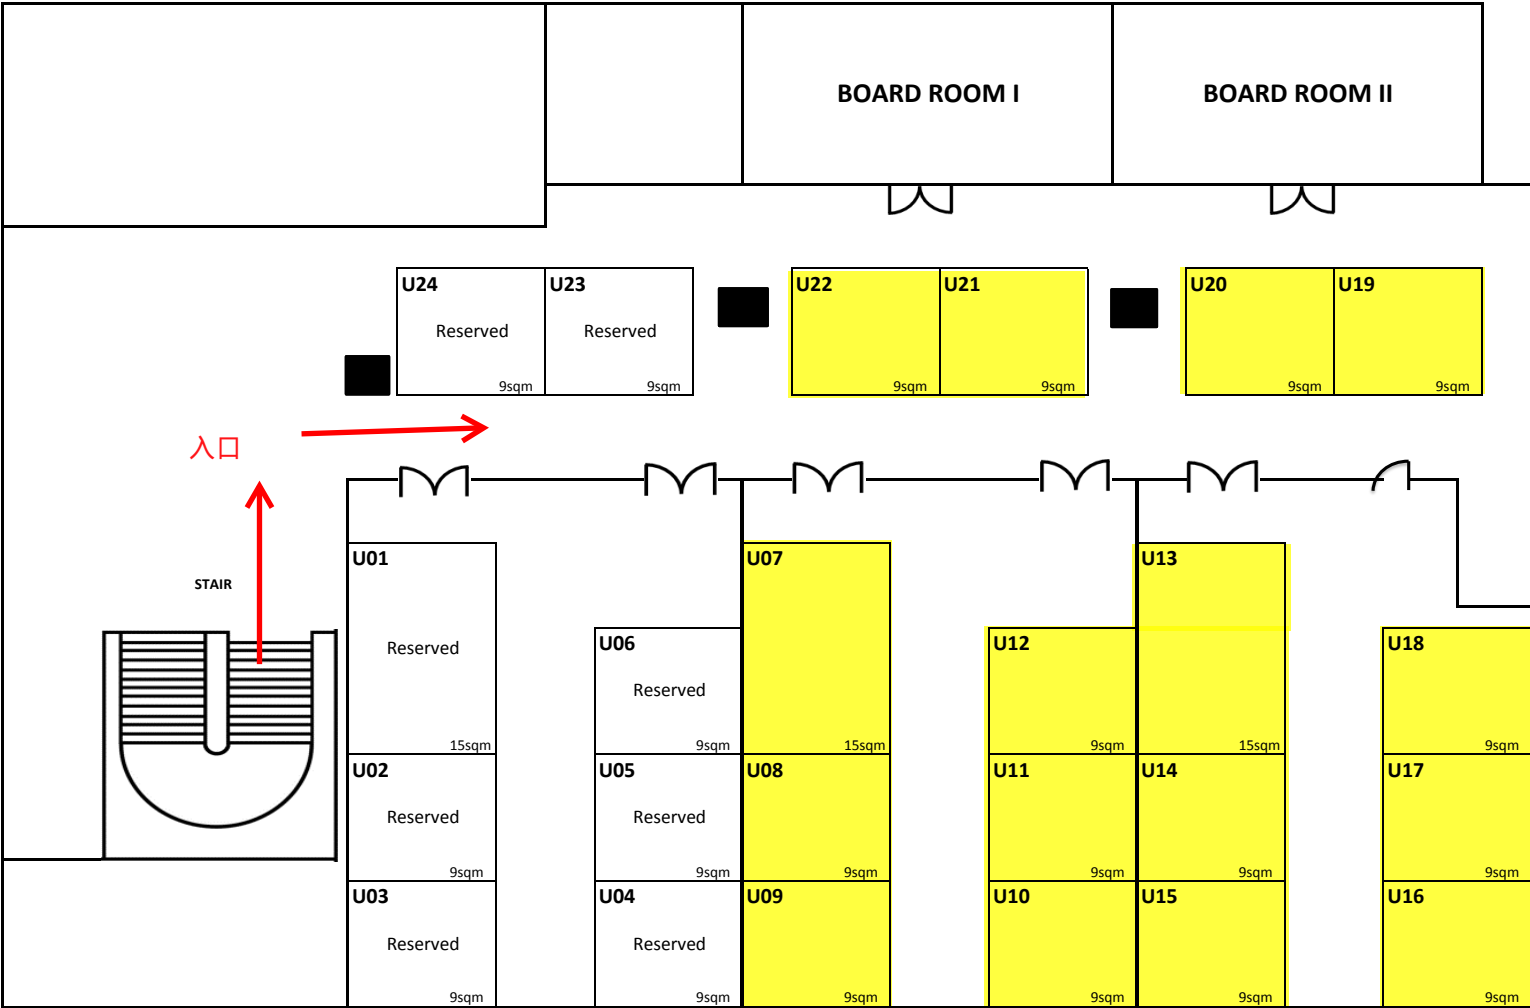 BOARD ROOM I
BOARD ROOM II
U24
Reserved
9sqm
U23
Reserved
9sqm
U22
9sqm
U21
9sqm
U20
9sqm
U19
9sqm
入口
STAIR
U01
Reserved
15sqm
U02
Reserved
9sqm
U03
Reserved
9sqm
U06
Reserved
9sqm
U05
Reserved
9sqm
U04
Reserved
9sqm
U07
15sqm
U08
9sqm
U09
9sqm
U12
9sqm
U11
9sqm
U10
9sqm
U13
15sqm
U14
9sqm
U15
9sqm
U18
9sqm
U17
9sqm
U16
9sqm